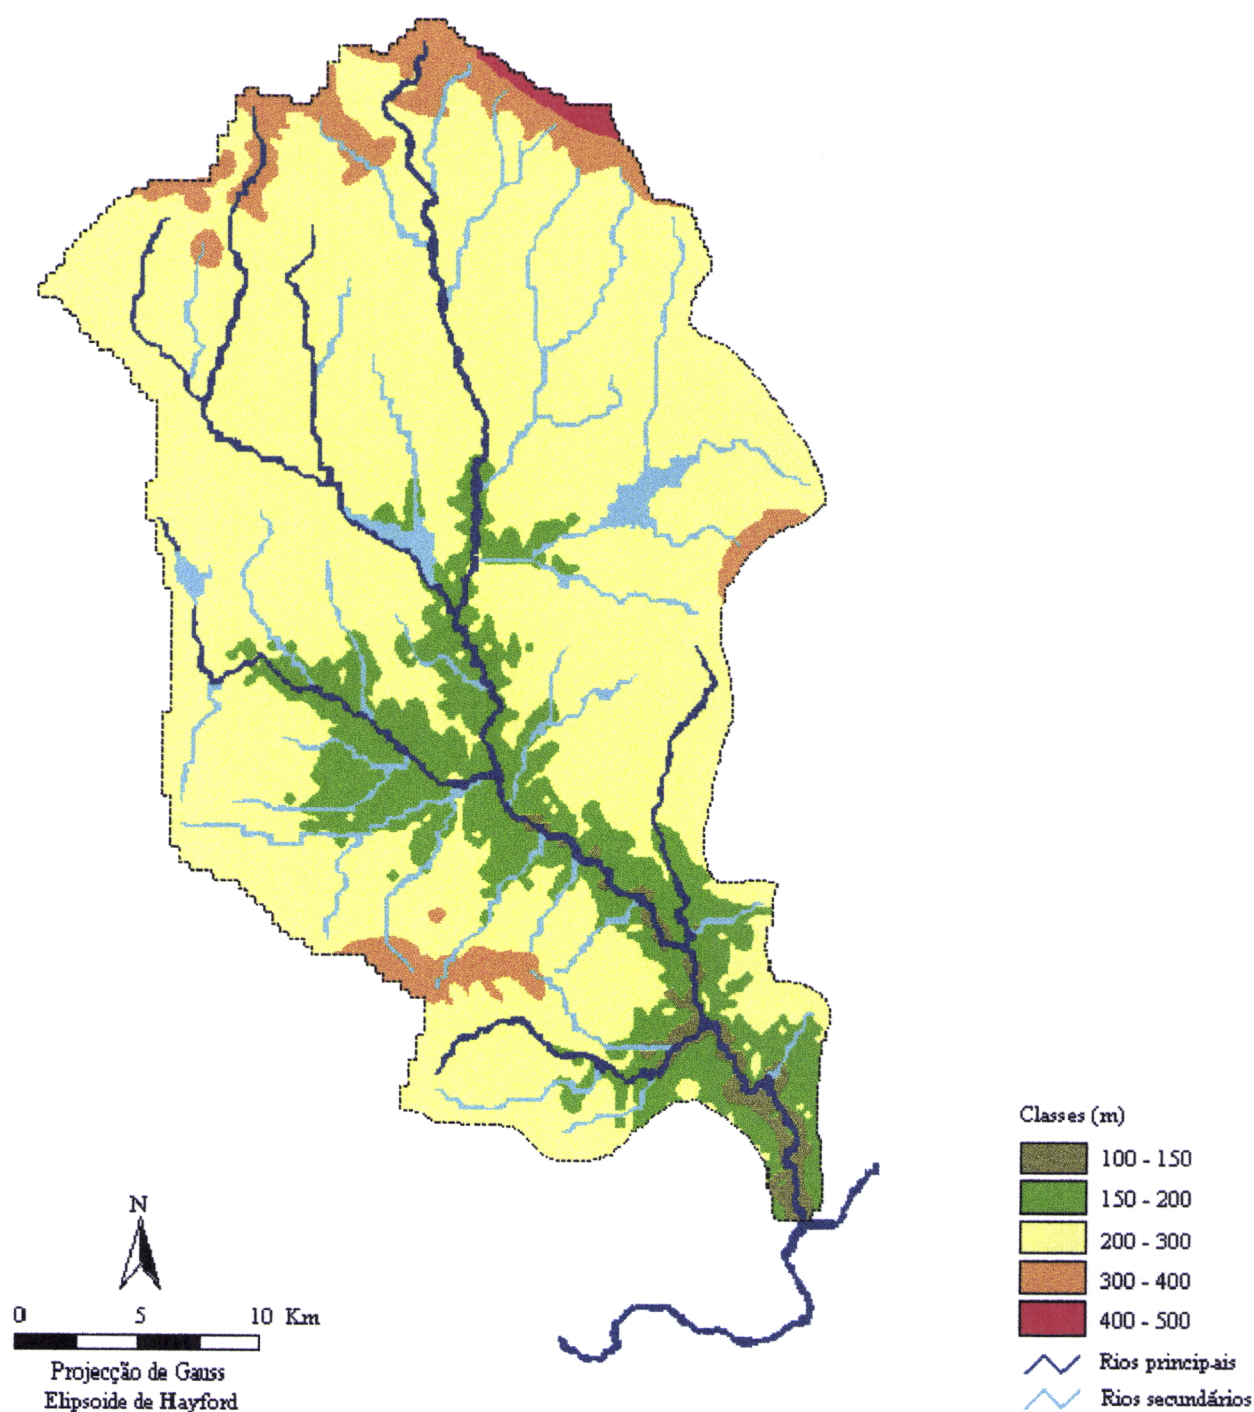 Classes (m)
100 - 150
150 - 200
200 - 300
300 - 400
400 - 500
Rios principais
Rios secundários
N
0 5 10 Km
Projecção de Gauss
Elipsoide de Hayford